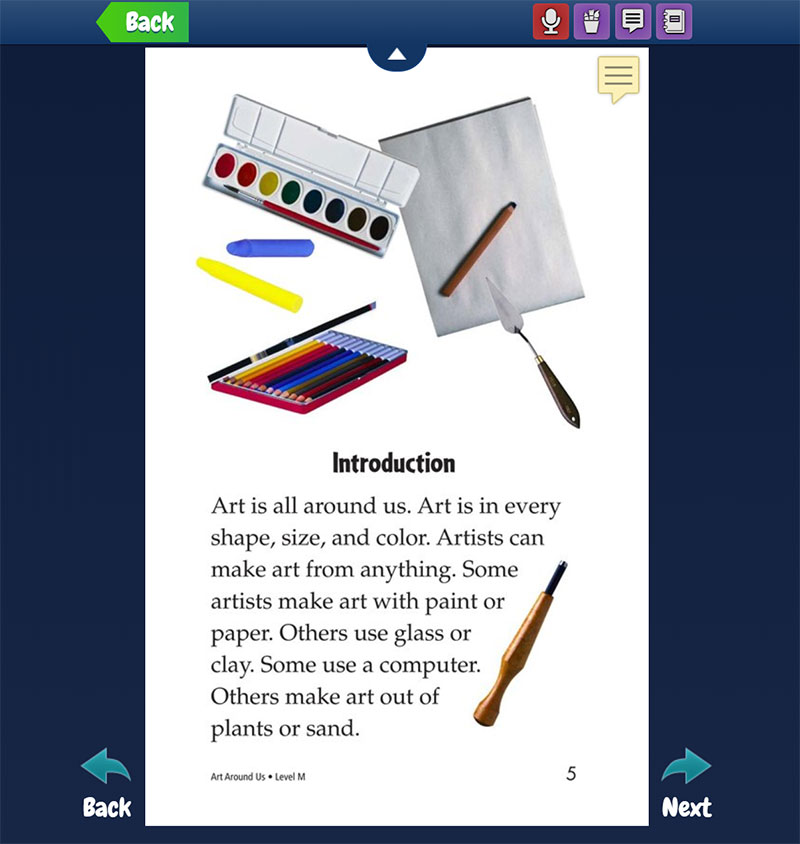 Back
Introduction
Art is all around us. Art is in every
shape, size, and color. Artists can
make art from anything. Some
artists make art with paint or
paper. Others use glass or
clay. Some use a computer.
Others make art out of
plants or sand.
Art Around Us • Level M
5
Back
Next